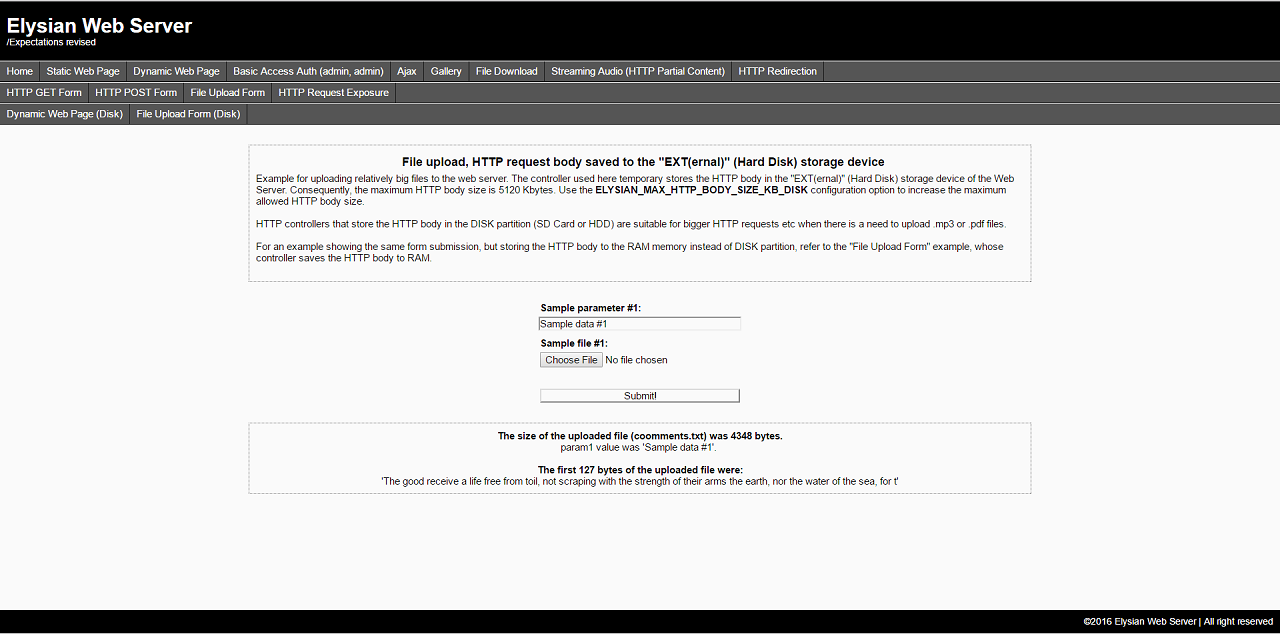 Elysian Web Server
/Expectations revised
Home Static Web Page Dynamic Web Page Basic Access Auth (admin, admin) Ajax Gallery File Download Streaming Audio (HTTP Partial Content) HTTP Redirection
HTTP GET Form HTTP POST Form File Upload Form HTTP Request Exposure
Dynamic Web Page (Disk) File Upload Form (Disk)
File upload, HTTP request body saved to the "EXT(ernal)" (Hard Disk) storage device
Example for uploading relatively big files to the web server. The controller used here temporary stores the HTTP body in the "EXT(ernal)" (Hard Disk) storage device of the Web
Server. Consequently, the maximum HTTP body size is 5120 Kbytes. Use the ELYSIAN_MAX_HTTP_BODY_SIZE_KB_DISK configuration option to increase the maximum
allowed HTTP body size.
HTTP controllers that store the HTTP body in the DISK partition (SD Card or HDD) are suitable for bigger HTTP requests etc when there is a need to upload .mp3 or .pdf files.
For an example showing the same form submission, but storing the HTTP body to the RAM memory instead of DISK partition, refer to the "File Upload Form" example, whose
controller saves the HTTP body to RAM.
Sample parameter #1:
Sample data #1
Sample file #1:
Choose File No file chosen
Submit!
The size of the uploaded file (coomments.txt) was 4348 bytes.
param1 value was 'Sample data #1'.
The first 127 bytes of the uploaded file were:
'The good receive a life free from toil, not scraping with the strength of their arms the earth, nor the water of the sea, for t'
©2016 Elysian Web Server | All right reserved